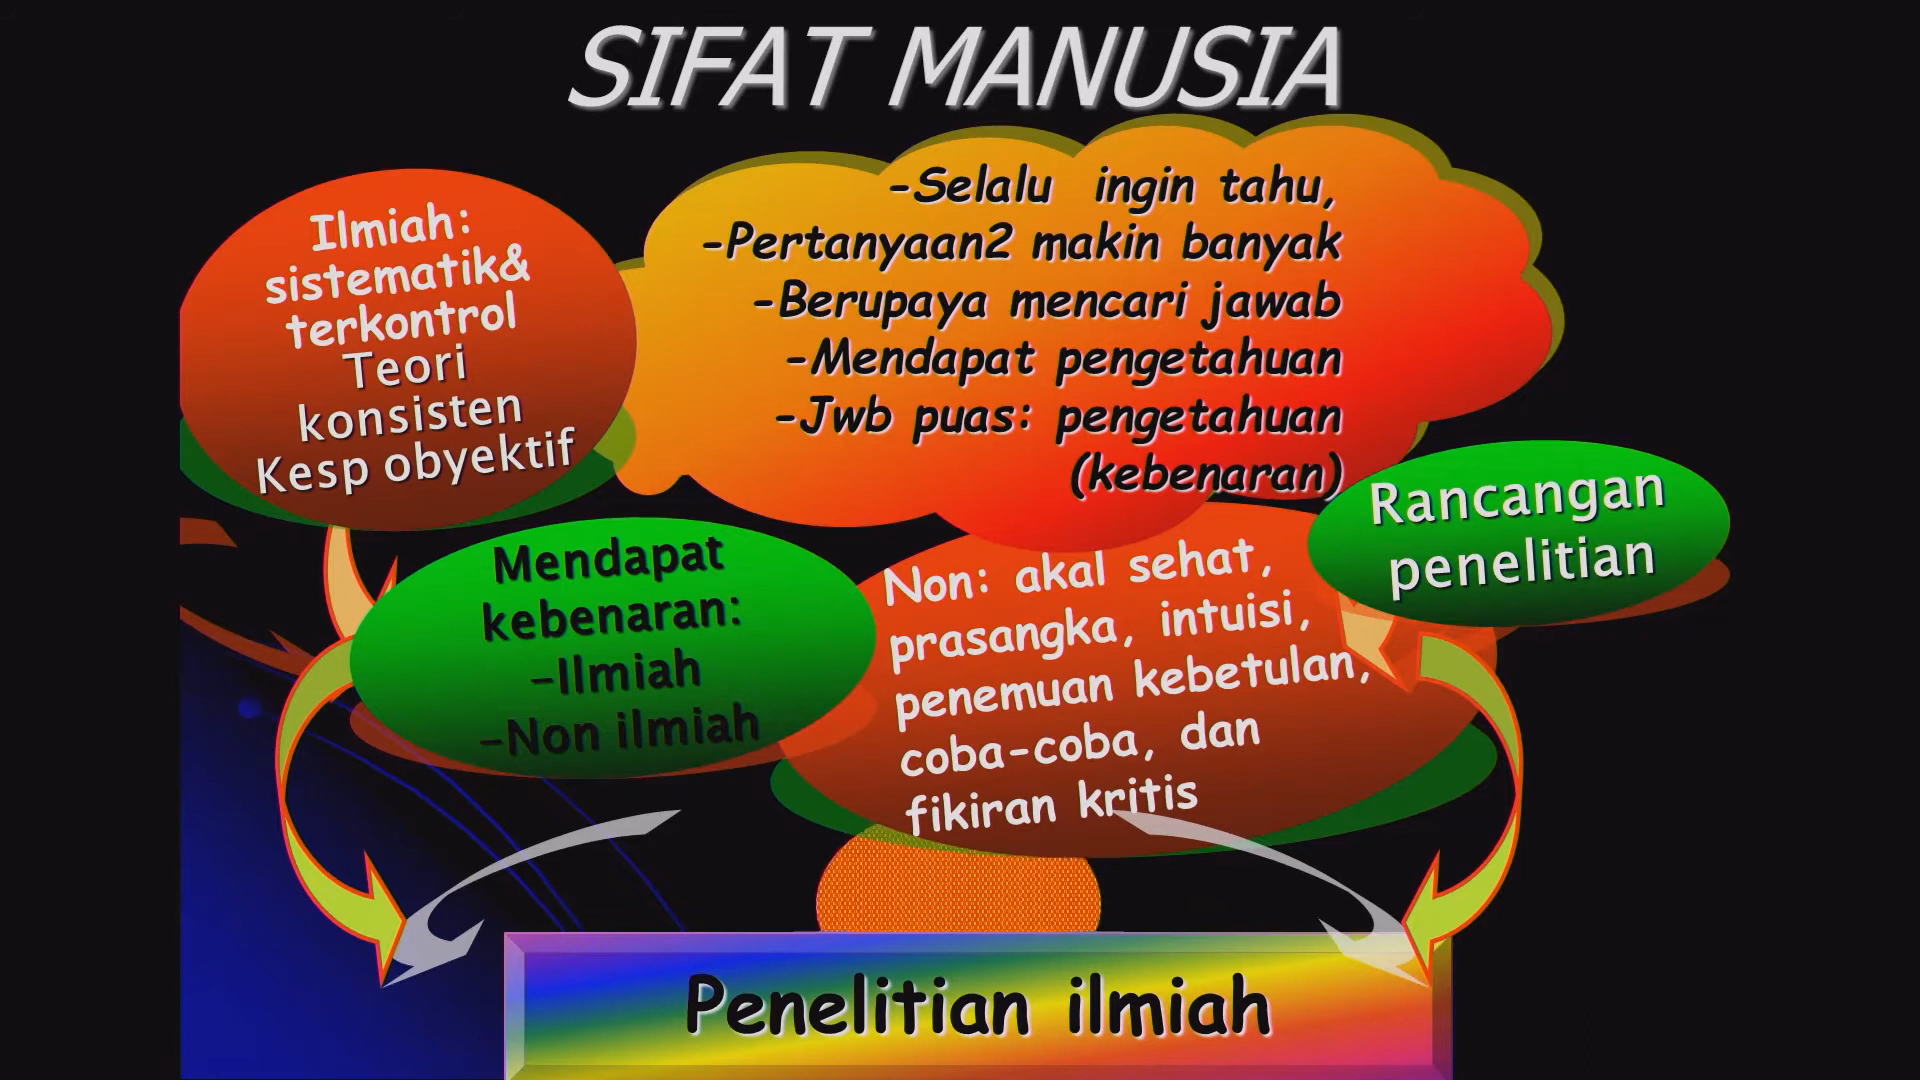 SIFAT MANUSIA
-Selalu ingin tahu,
-Pertanyaan2 makin banyak
-Berupaya mencari jawab
-Mendapat pengetahuan
-Jwb puas: pengetahuan
(kebenaran)
Ilmiah:
sistematik&
terkontrol
Teori
konsisten
Kesp obyektif
Mendapat
kebenaran:
-Ilmiah
-Non ilmiah
Non: akal sehat,
prasangka, intuisi,
penemuan kebetulan,
coba-coba, dan
fikiran kritis
Rancangan
penelitian
Penelitian ilmiah